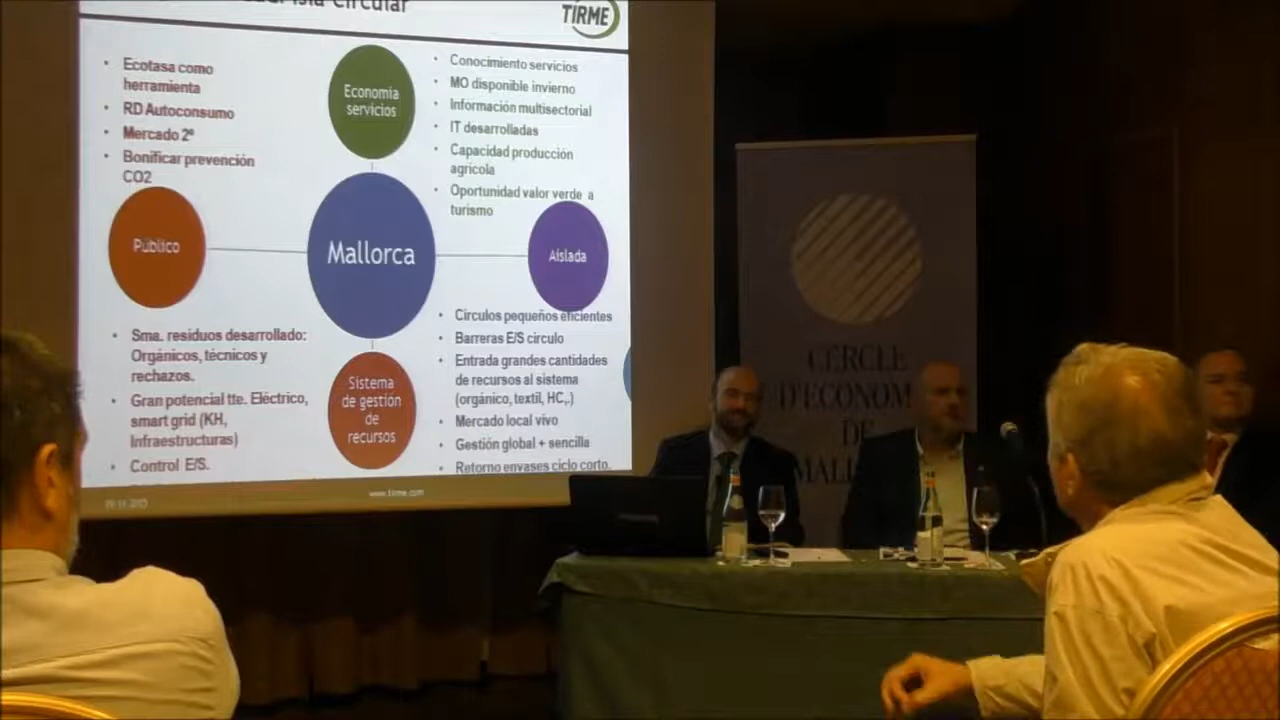 Isla Circular
TIRME
Ecotasa como
herramienta
RD Autoconsumo
Mercado 2º
Bonificar prevención
CO2
Economía
servicios
Conocimiento servicios
MO disponible invierno
Información multisectorial
IT desarrolladas
Capacidad producción
agricola
Oportunidad valor verde a
turismo
Público
Mallorca
Aislada
Sma. residuos desarrollado:
Orgánicos, técnicos y
rechazos.
Gran potencial tte. Eléctrico,
smart grid (KH,
Infraestructuras)
Control E/S.
Sistema
de gestión
de
recursos
Circulos pequeños eficientes
Barreras E/S circulo
Entrada grandes cantidades
de recursos al sistema
(orgánico, textil, HC,.)
Mercado local vivo
Gestión global + sencilla
Retorno envases ciclo corto.
www.tirme.com
CERCLE
D'ECONOM
DE
MALL